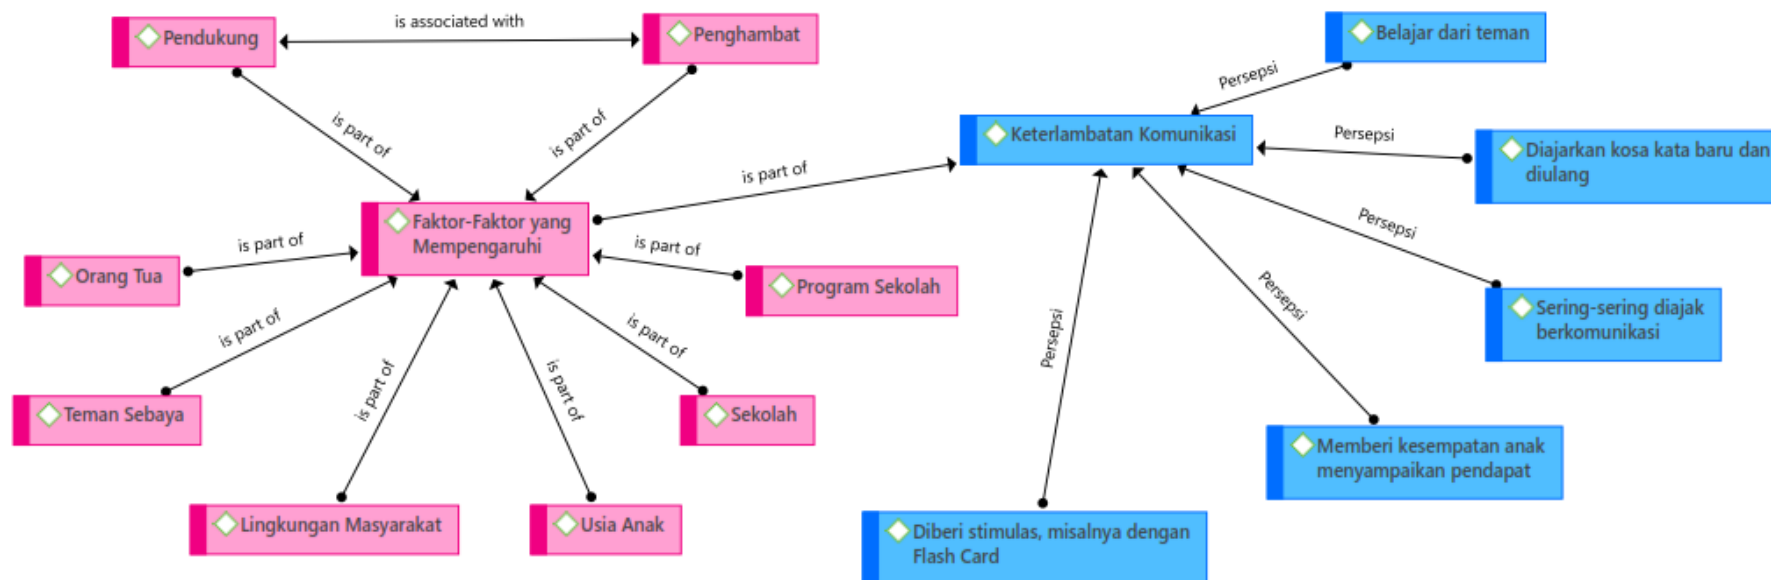 is associated with
Pendukung
Penghambat
Belajar dari teman
Persepsi
is part of
is part of
Keterlambatan Komunikasi
Persepsi
Diajarkan kosa kata baru dan
diulang
is part of
Faktor-Faktor yang
Mempengaruhi
Persepsi
is part of
is part of
Orang Tua
Program Sekolah
Persepsi
Sering-sering diajak
berkomunikasi
is part of
is part of
Persepsi
is part of
is part of
Teman Sebaya
Sekolah
Memberi kesempatan anak
menyampaikan pendapat
Lingkungan Masyarakat
Usia Anak
Diberi stimulas, misalnya dengan
Flash Card